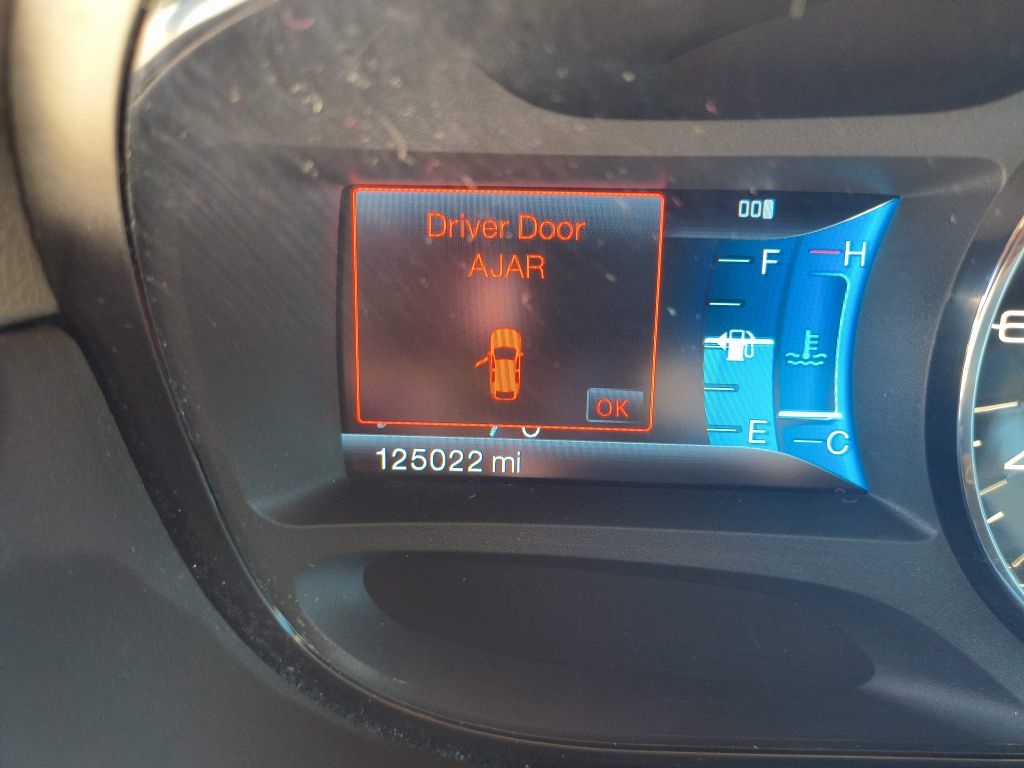 Driver Door
AJAR
OK
125022 mi
F
E
H
C